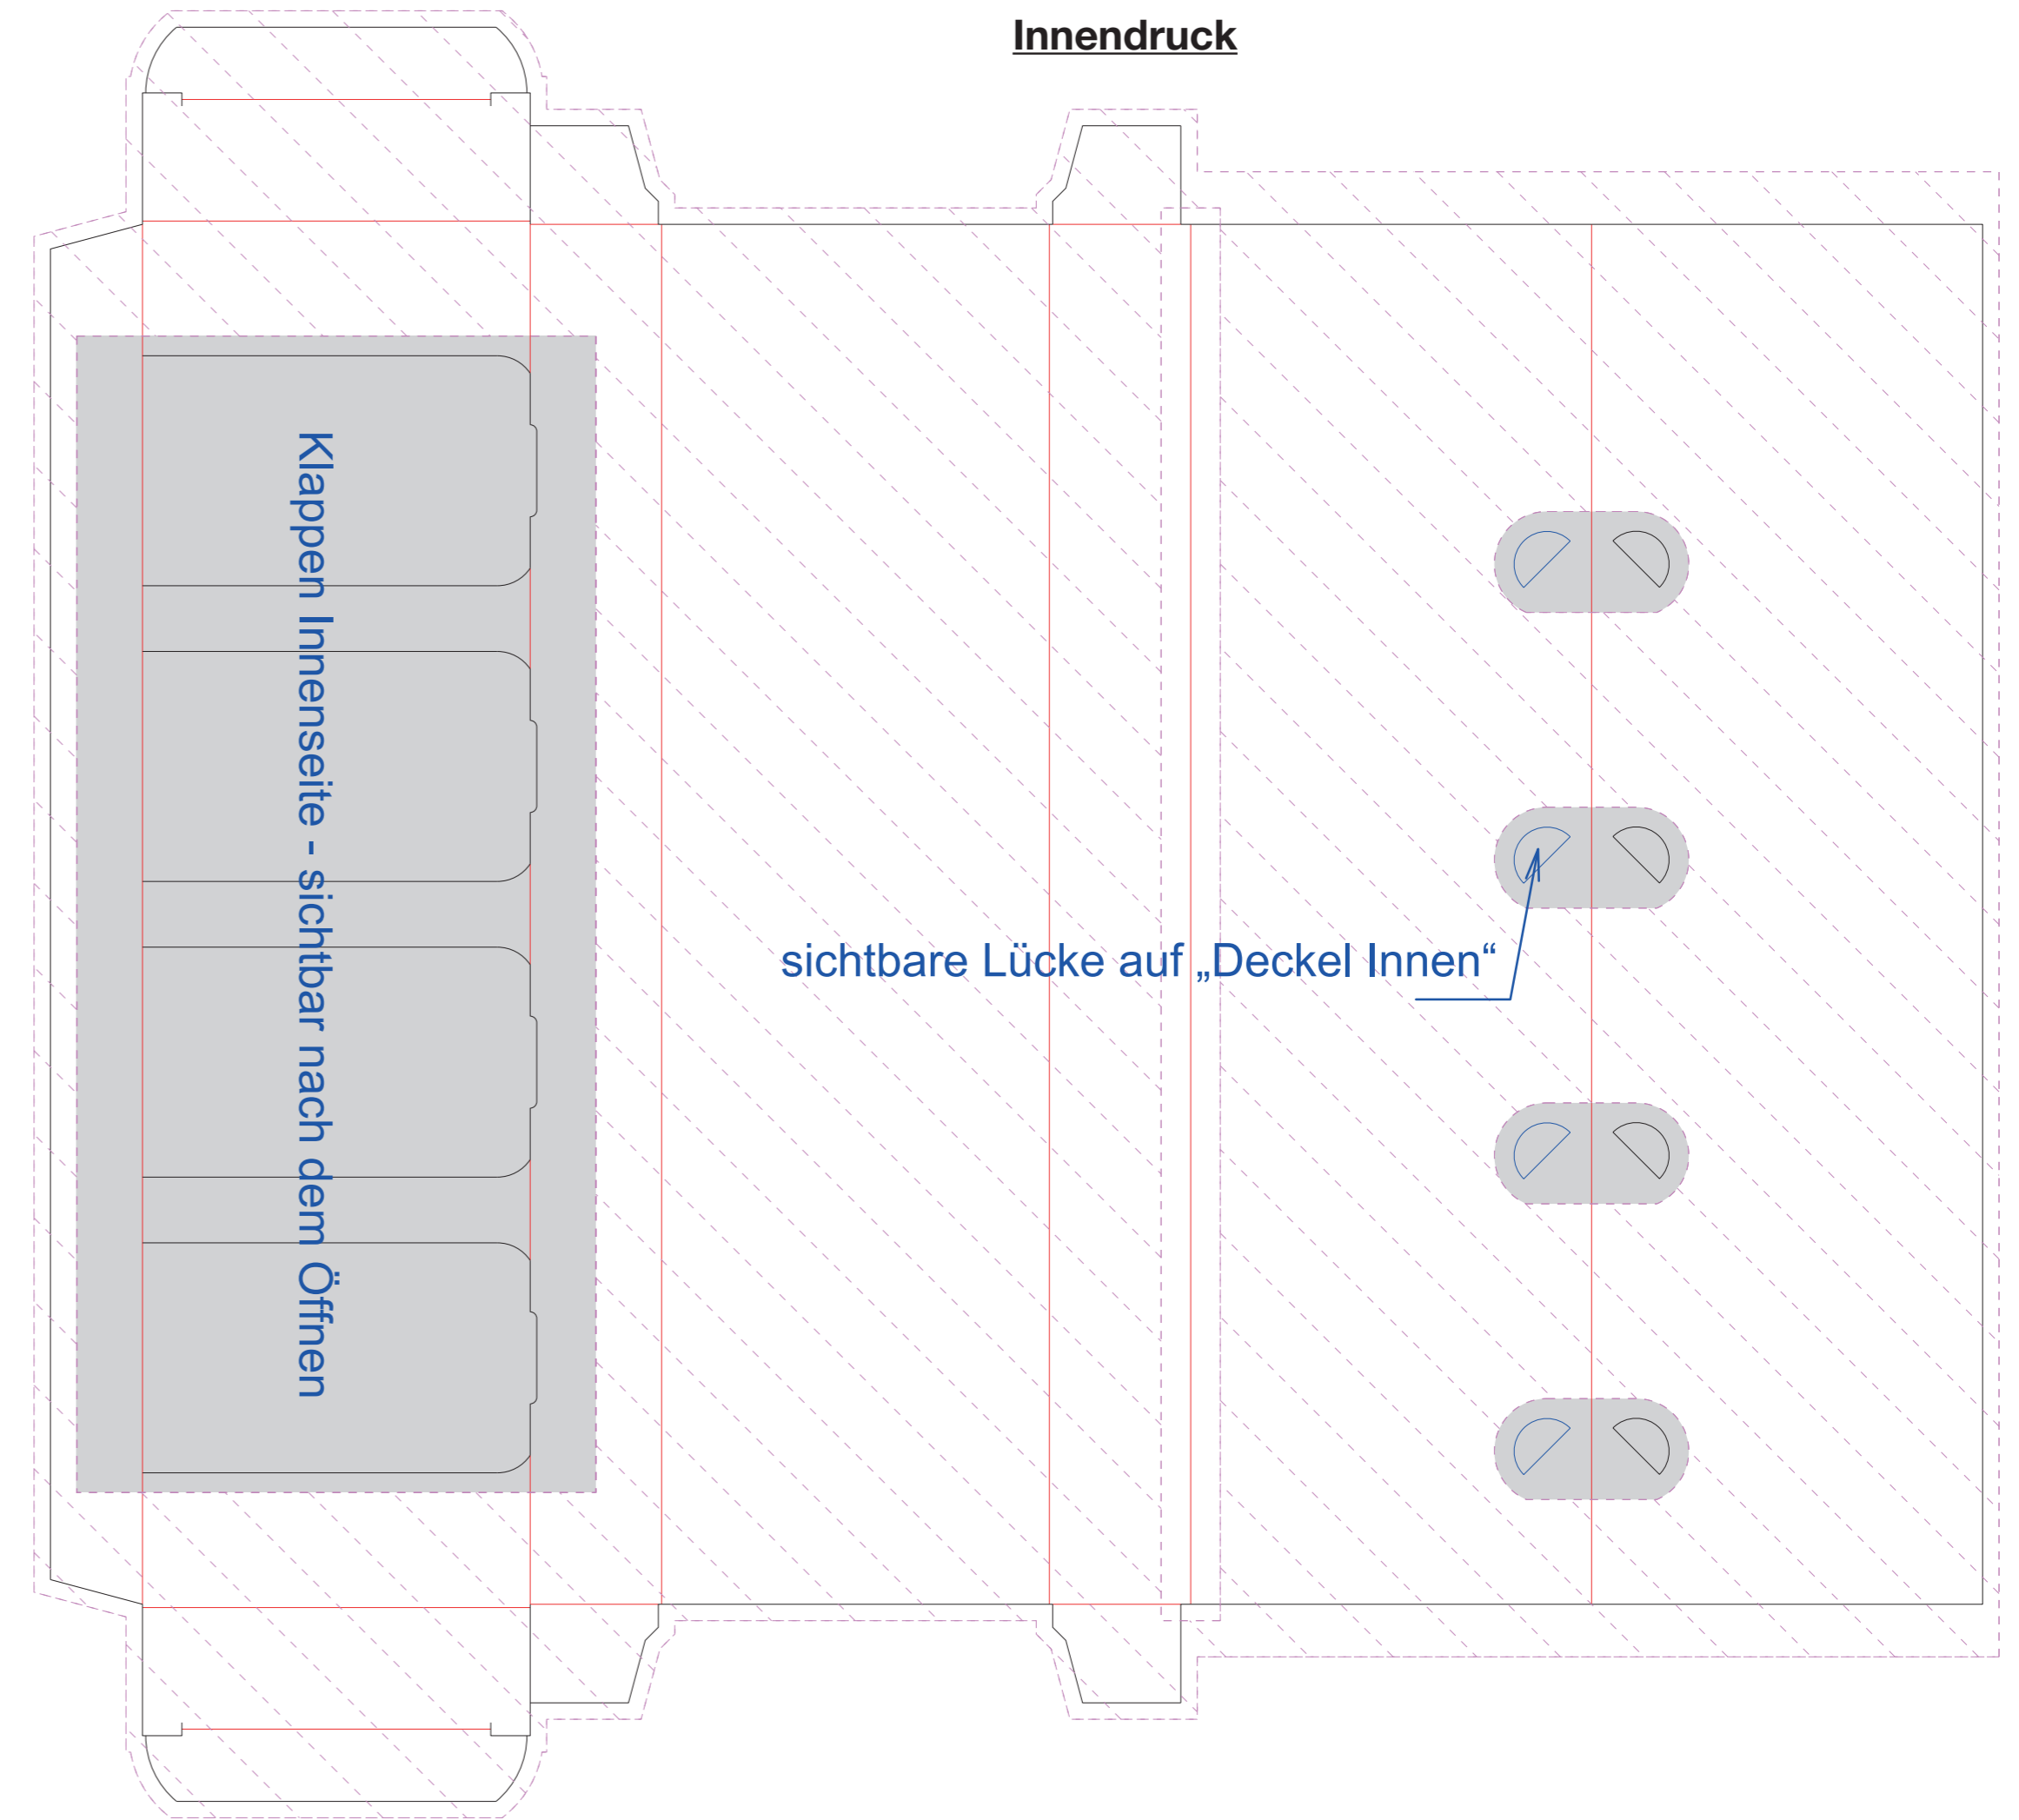 Innendruck
Klappen Innenseite - sichtbar nach dem Öffnen
sichtbare Lücke auf „Deckel Innen“